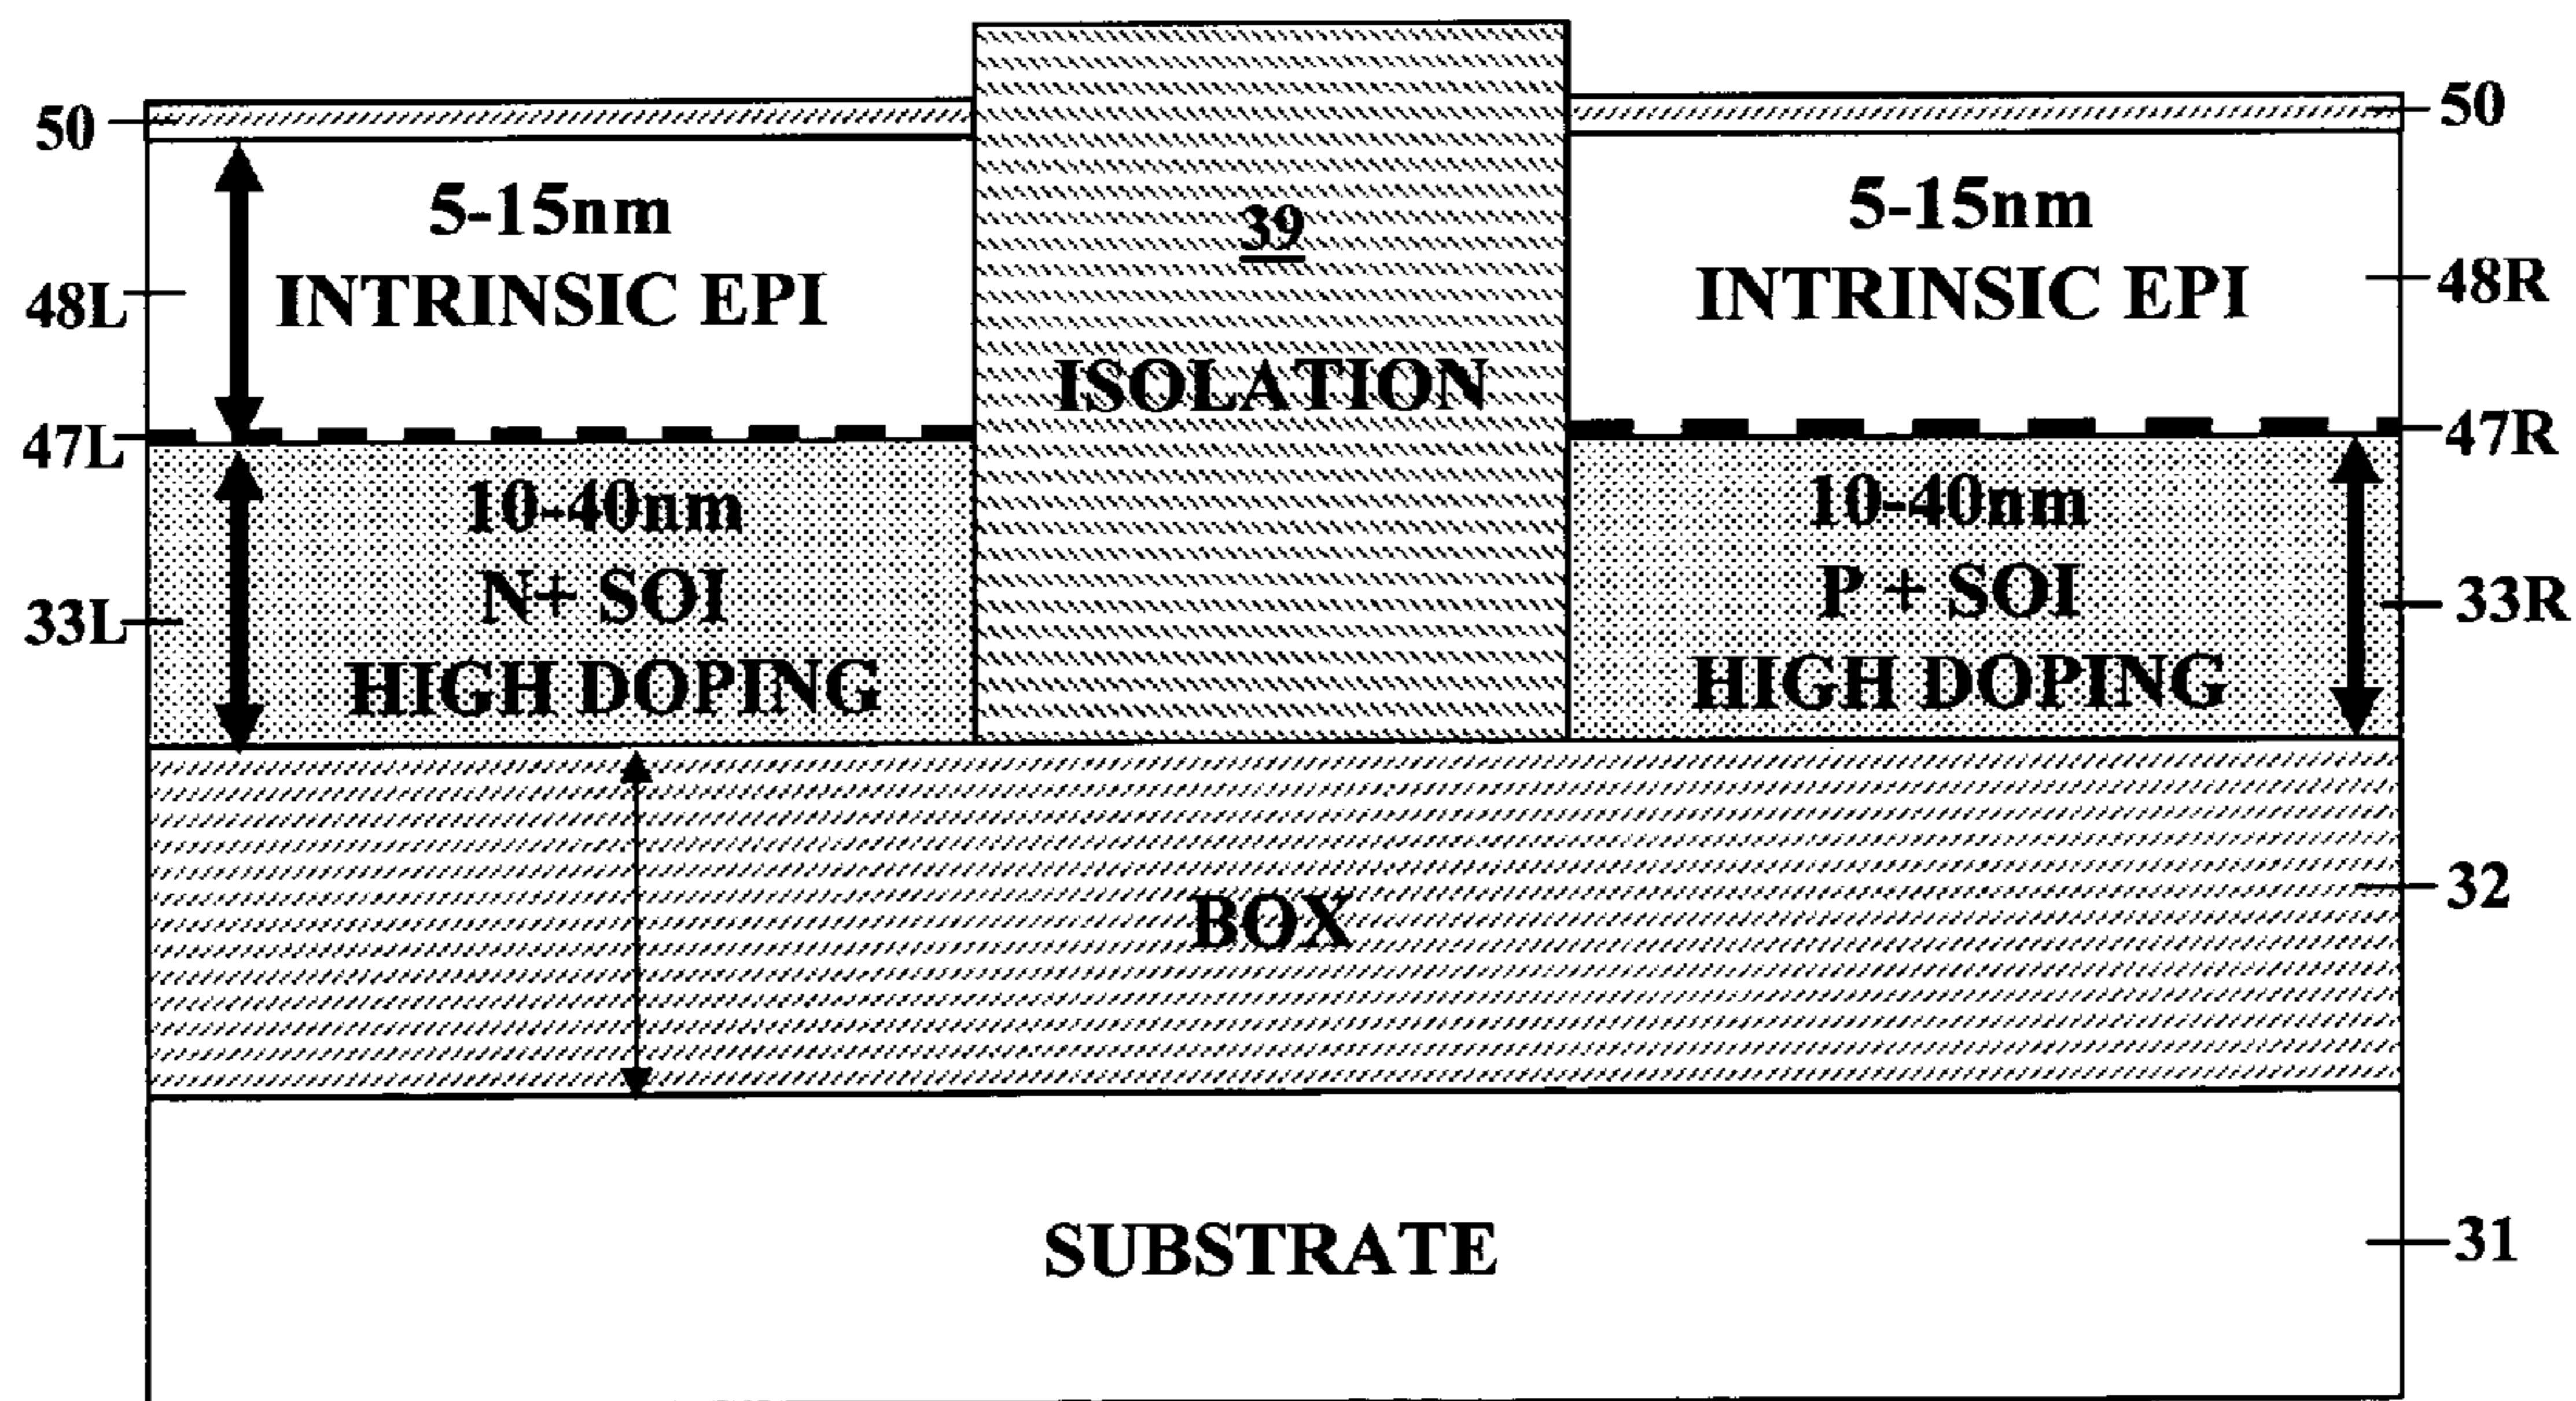 50
50
5-15nm
INTRINSIC EPI
48L
39
ISOLATION
5-15nm
INTRINSIC EPI
48R
47L
47R
10-40nm
N+ SOI
HIGH DOPING
33L
10-40nm
P + SOI
HIGH DOPING
33R
BOX
32
SUBSTRATE
31